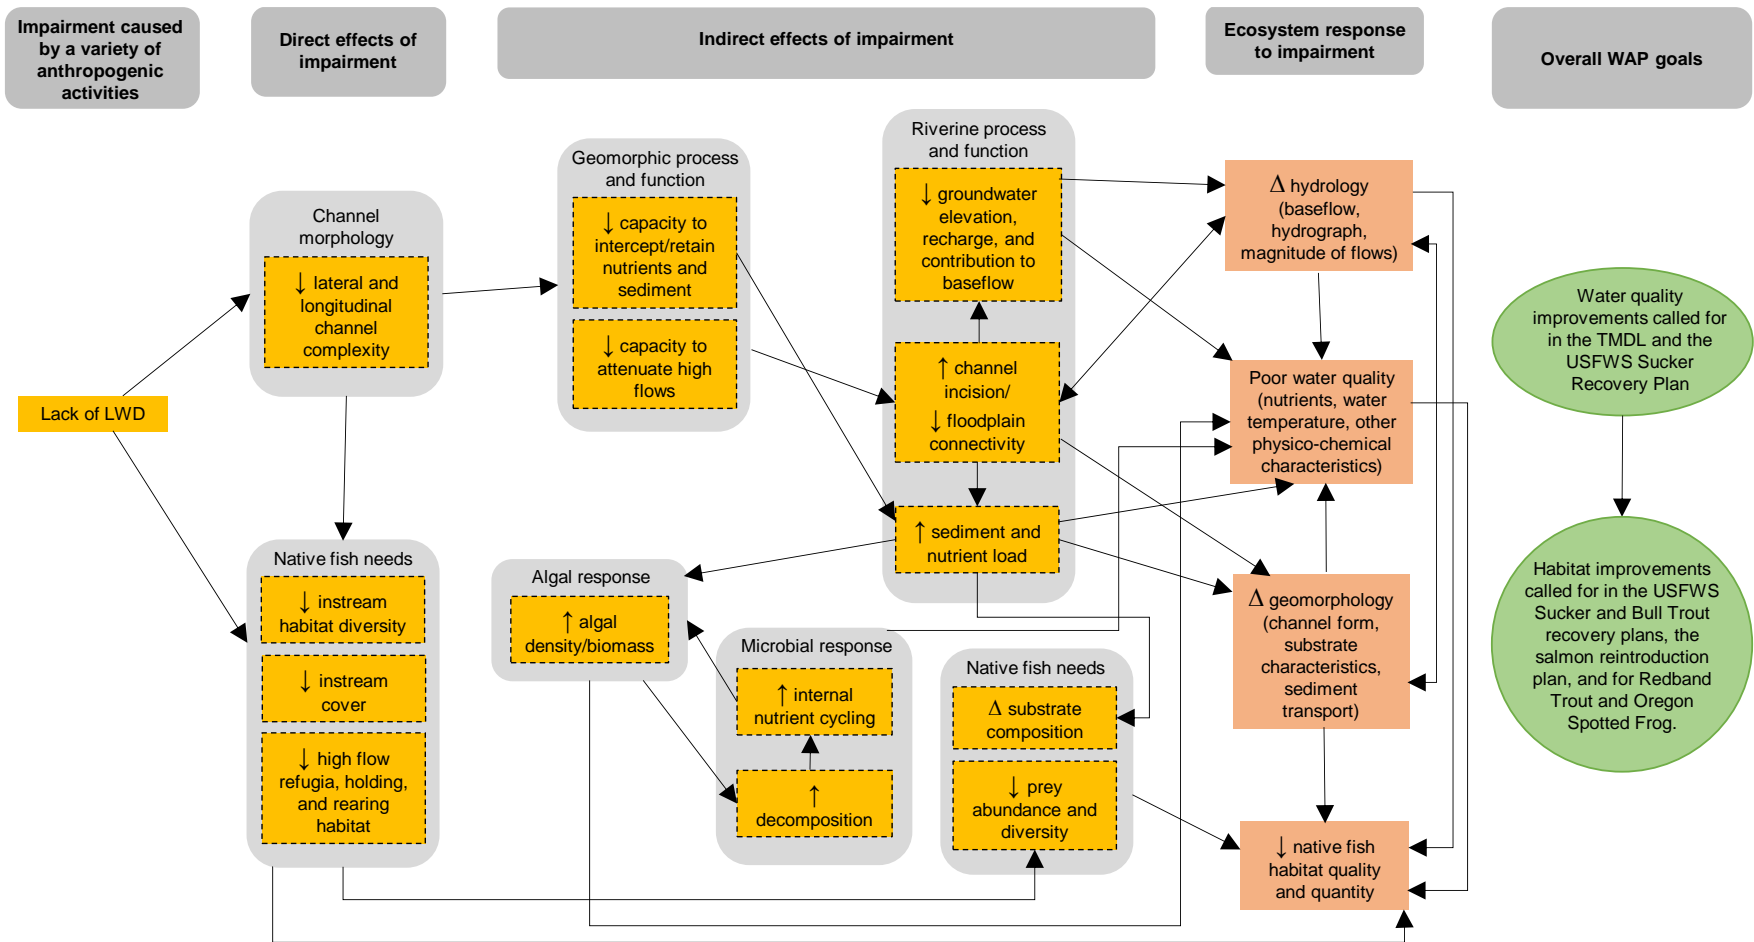 Impairment caused
by a variety of
anthropogenic
activities
Direct effects of
impairment
Indirect effects of impairment
Ecosystem response
to impairment
Overall WAP goals
Lack of LWD
Channel
morphology
↓ lateral and
longitudinal
channel
complexity
Native fish needs
↓ instream
habitat diversity
↓ instream
cover
↓ high flow
refugia, holding,
and rearing
habitat
Geomorphic process
and function
↓ capacity to
intercept/retain
nutrients and
sediment
↓ capacity to
attenuate high
flows
Algal response
↑ algal
density/biomass
Microbial response
↑ internal
nutrient cycling
↑
decomposition
Riverine process
and function
↓ groundwater
elevation,
recharge, and
contribution to
baseflow
↑ channel
incision/
↓ floodplain
connectivity
↑ sediment and
nutrient load
Native fish needs
Δ substrate
composition
↓ prey
abundance and
diversity
Δ hydrology
(baseflow,
hydrograph,
magnitude of flows)
Poor water quality
(nutrients, water
temperature, other
physico-chemical
characteristics)
Δ geomorphology
(channel form,
substrate
characteristics,
sediment
transport)
↓ native fish
habitat quality
and quantity
Water quality
improvements called for
in the TMDL and the
USFWS Sucker
Recovery Plan
Habitat improvements
called for in the USFWS
Sucker and Bull Trout
recovery plans, the
salmon reintroduction
plan, and for Redband
Trout and Oregon
Spotted Frog.